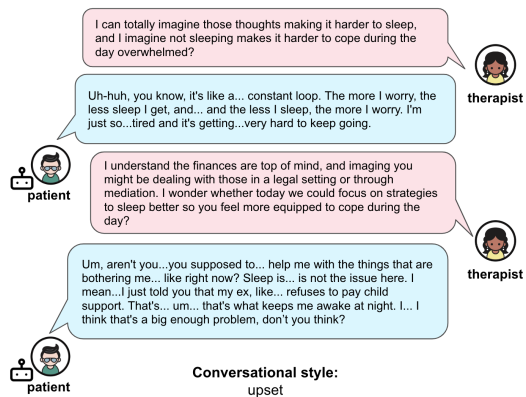 I can totally imagine those thoughts making it harder to sleep,
and I imagine not sleeping makes it harder to cope during the
day overwhelmed?
therapist
Uh-huh, you know, it's like a... constant loop. The more I worry, the
less sleep I get, and... and the less I sleep, the more I worry. I'm
just so...tired and it's getting...very hard to keep going.
patient
I understand the finances are top of mind, and imaging you
might be dealing with those in a legal setting or through
mediation. I wonder whether today we could focus on strategies
to sleep better so you feel more equipped to cope during the
day?
therapist
Um, aren't you...you supposed to... help me with the things that are
bothering me... like right now? Sleep is... is not the issue here. I
mean...I just told you that my ex, like... refuses to pay child
support. That's... um... that's what keeps me awake at night. I... I
think that's a big enough problem, don't you think?
patient
Conversational style:
upset